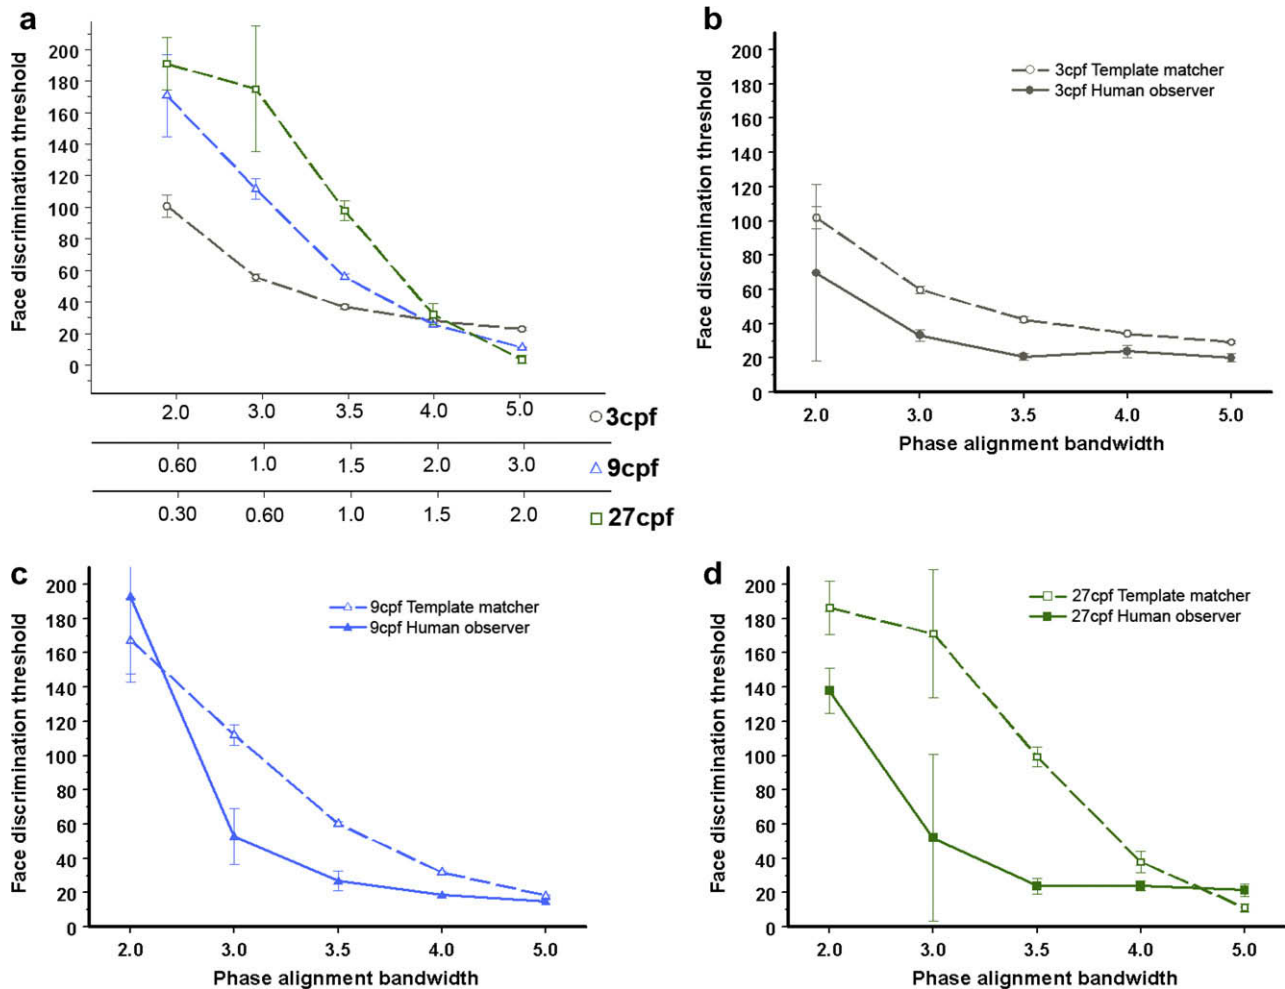 a
Face discrimination threshold
200
180
160
140
120
100
80
60
40
20
0
2.0 3.0 3.5 4.0 5.0 3cpf
0.60 1.0 1.5 2.0 3.0 9cpf
0.30 0.60 1.0 1.5 2.0 27cpf
b
Face discrimination threshold
200
180
160
140
120
100
80
60
40
20
0
3cpf Template matcher
3cpf Human observer
2.0 3.0 3.5 4.0 5.0
Phase alignment bandwidth
c
Face discrimination threshold
200
180
160
140
120
100
80
60
40
20
0
9cpf Template matcher
9cpf Human observer
2.0 3.0 3.5 4.0 5.0
Phase alignment bandwidth
d
Face discrimination threshold
200
180
160
140
120
100
80
60
40
20
0
27cpf Template matcher
27cpf Human observer
2.0 3.0 3.5 4.0 5.0
Phase alignment bandwidth